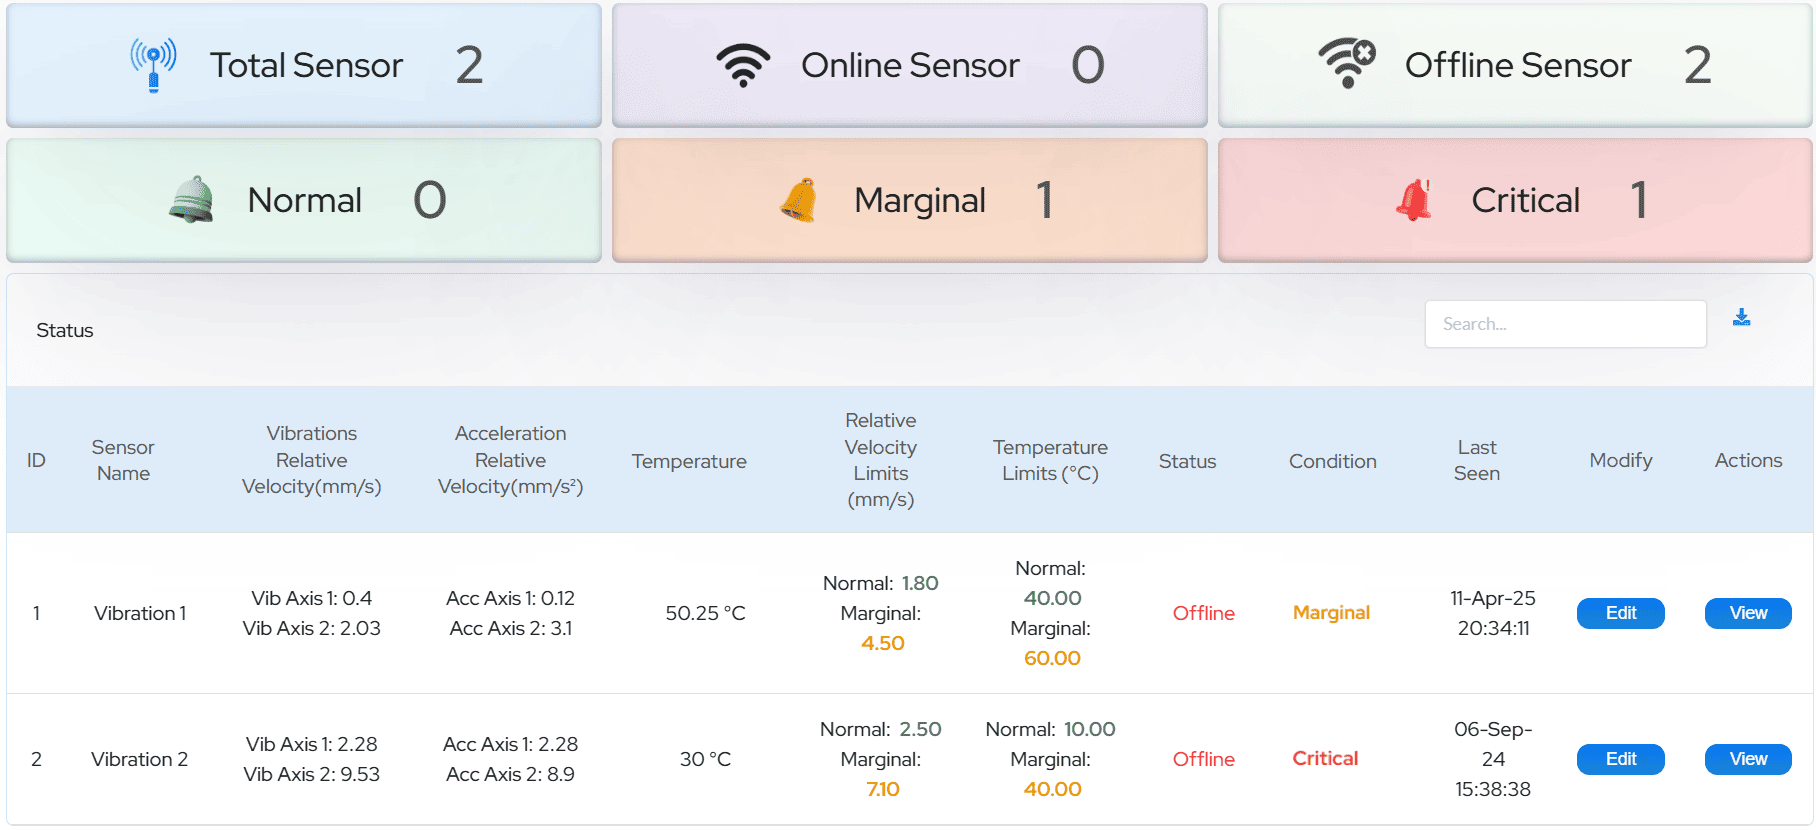 Total Sensor 2
Online Sensor 0
Offline Sensor 2
Normal 0
Marginal 1
Critical 1
Status
Search...
ID
Sensor
Name
Vibrations
Relative
Velocity(mm/s)
Acceleration
Relative
Velocity(mm/s²)
Temperature
Relative
Velocity
Limits
(mm/s)
Temperature
Limits (°C)
Status
Condition
Last
Seen
Modify
Actions
1
Vibration 1
Vib Axis 1: 0.4
Vib Axis 2: 2.03
Acc Axis 1: 0.12
Acc Axis 2: 3.1
50.25 °C
Normal: 1.80
Marginal:
4.50
Normal:
40.00
Marginal:
60.00
Offline
Marginal
11-Apr-25
20:34:11
Edit
View
2
Vibration 2
Vib Axis 1: 2.28
Vib Axis 2: 9.53
Acc Axis 1: 2.28
Acc Axis 2: 8.9
30 °C
Normal: 2.50
Marginal:
7.10
Normal: 10.00
Marginal:
40.00
Offline
Critical
06-Sep-
24
15:38:38
Edit
View